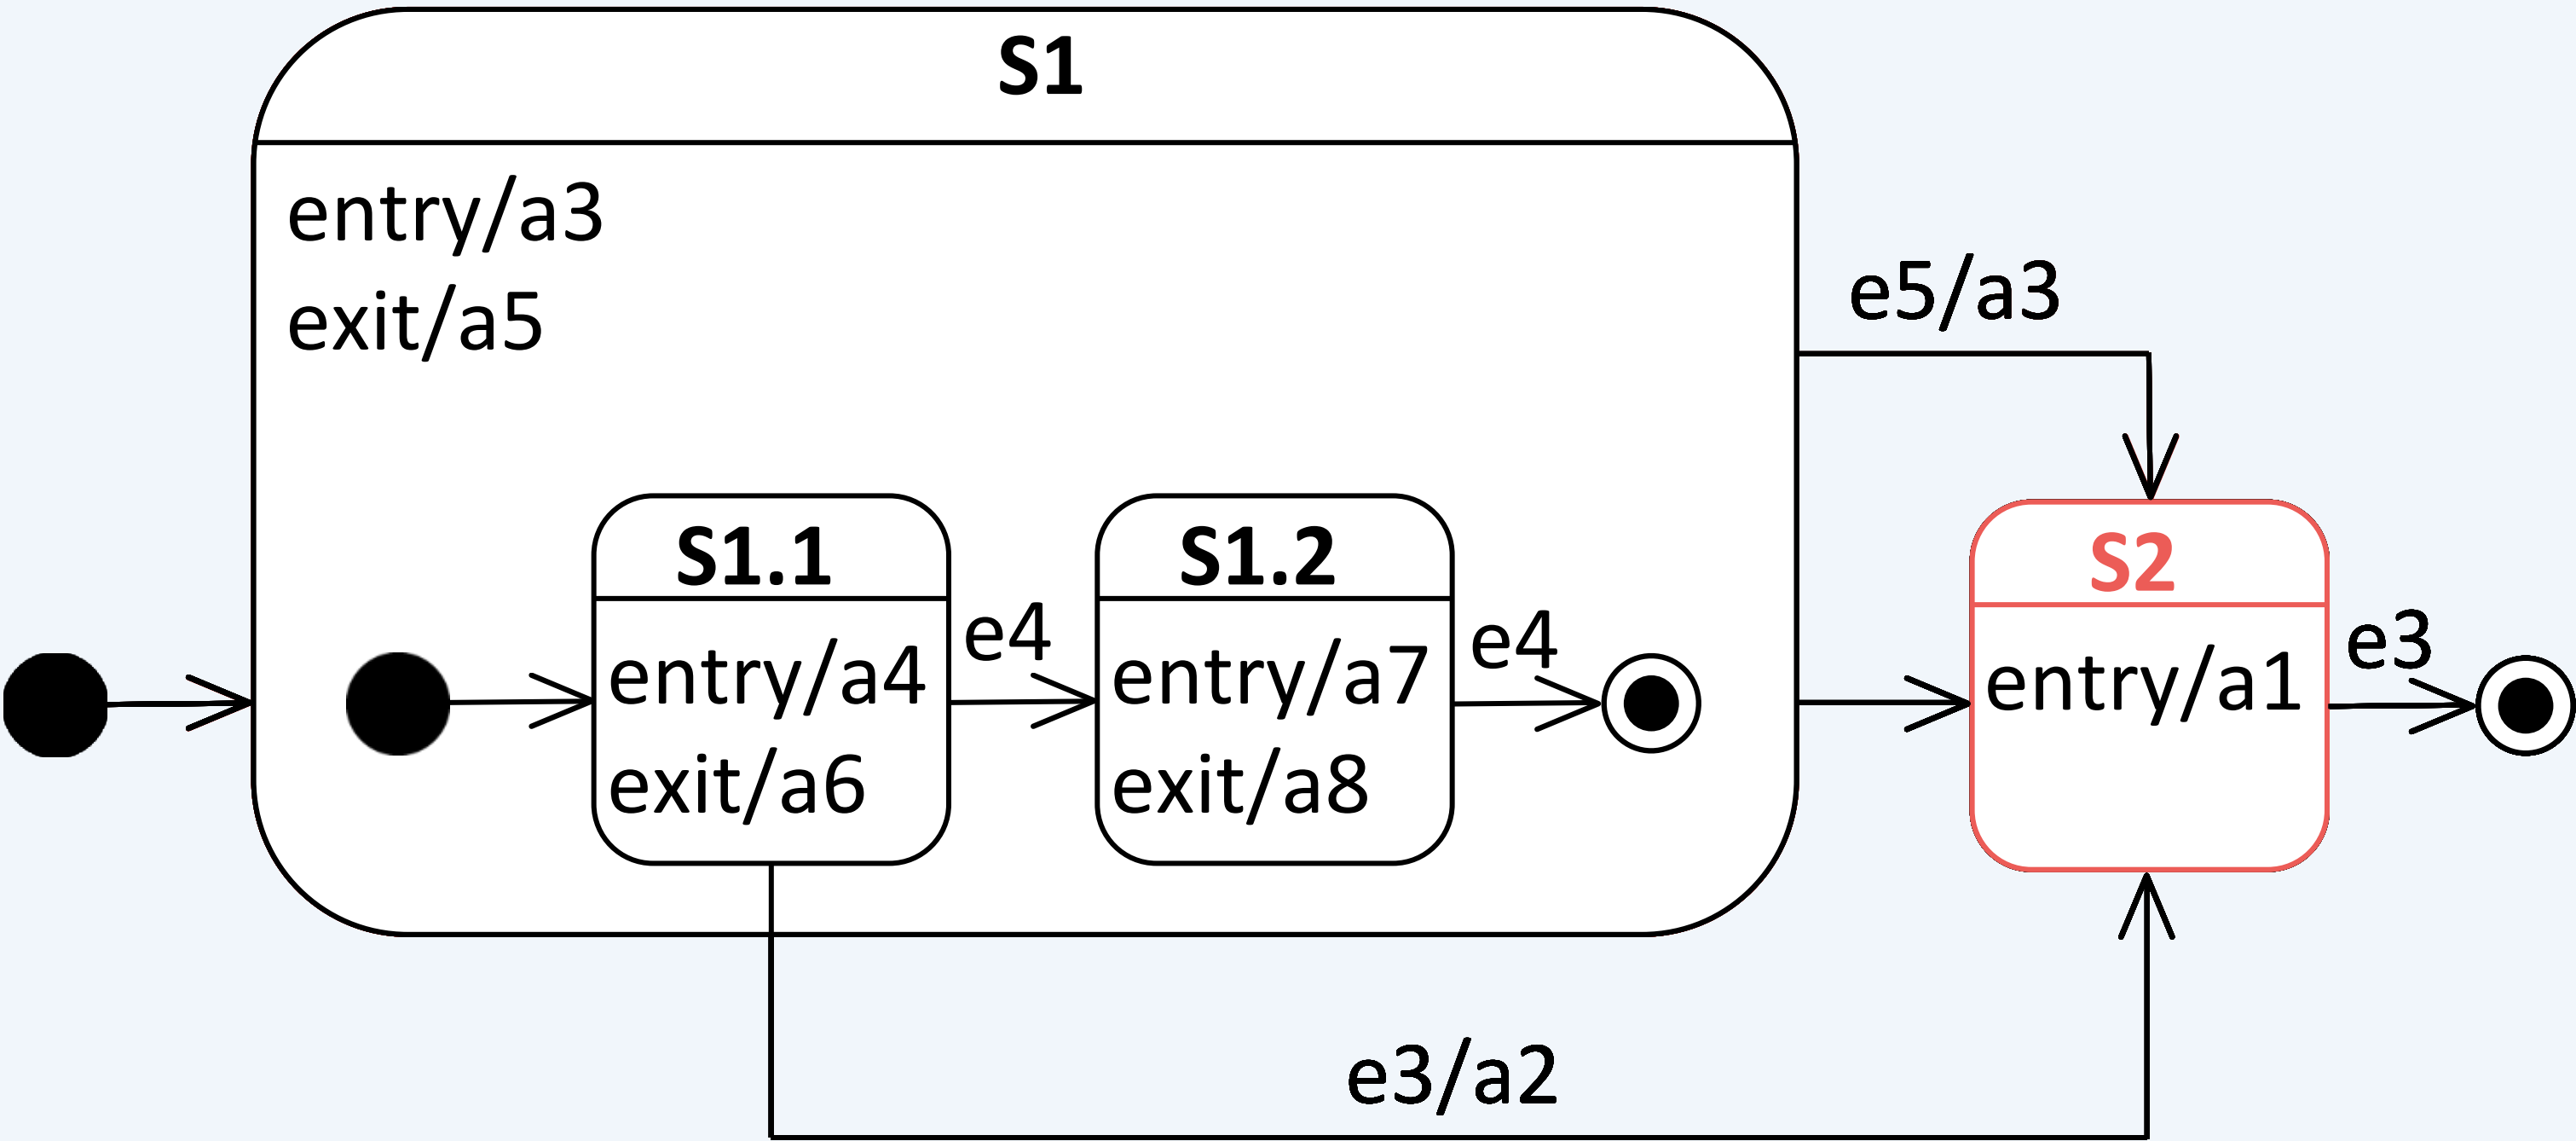 S1
entry/a3
exit/a5
e5/a3
S1.1
entry/a4
exit/a6
e4
S1.2
entry/a7
exit/a8
e4
S2
entry/a1
e3
e3/a2